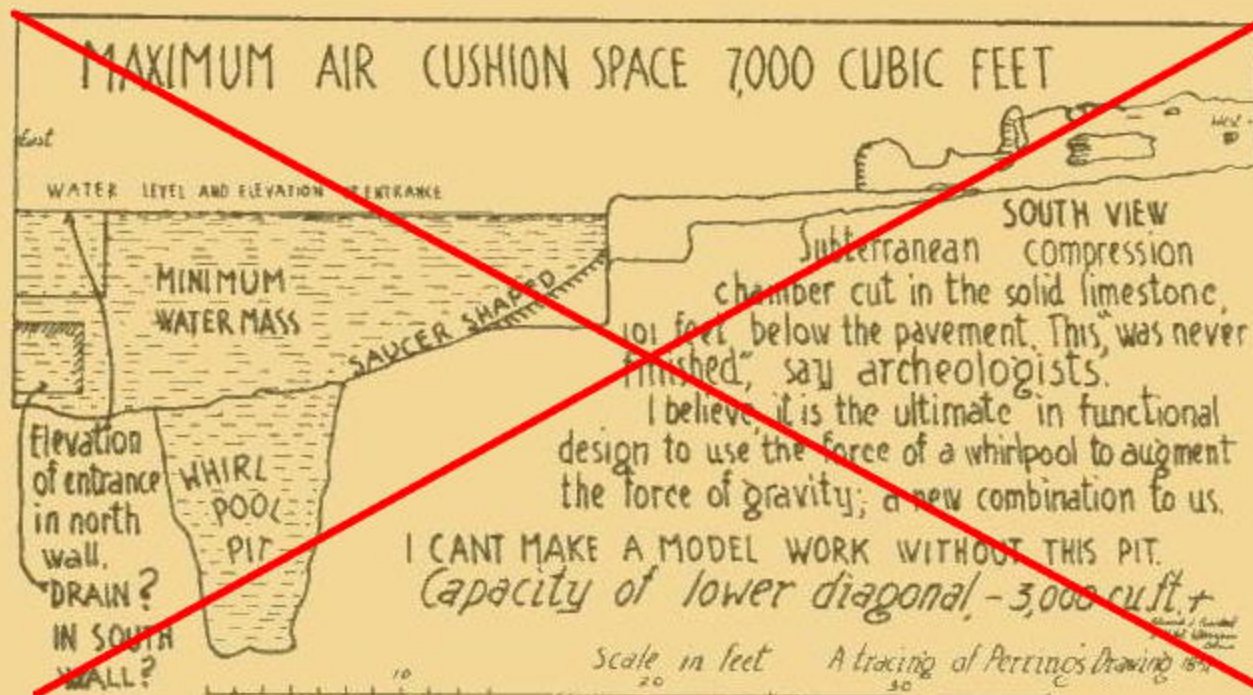 MAXIMUM AIR CUSHION SPACE 7,000 CUBIC FEET
East
West
WATER LEVEL AND ELEVATION ENTRANCE
SOUTH VIEW
Subterranean compression
chamber cut in the solid limestone,
101 feet below the pavement. This "was never
finished", say archeologists.
I believe, it is the ultimate in functional
design to use the force of a whirlpool to augment
the force of gravity; a new combination to us.
MINIMUM
WATER MASS
SAUCER SHAPED
Elevation
of entrance
in north
wall.
DRAIN?
IN SOUTH
WALL?
WHIRL
POOL
PIT
I CANT MAKE A MODEL WORK WITHOUT THIS PIT.
Capacity of lower diagonal, - 3,000 cu.ft. +
Scale in feet
A tracing of Perring's Drawing
10
20
30